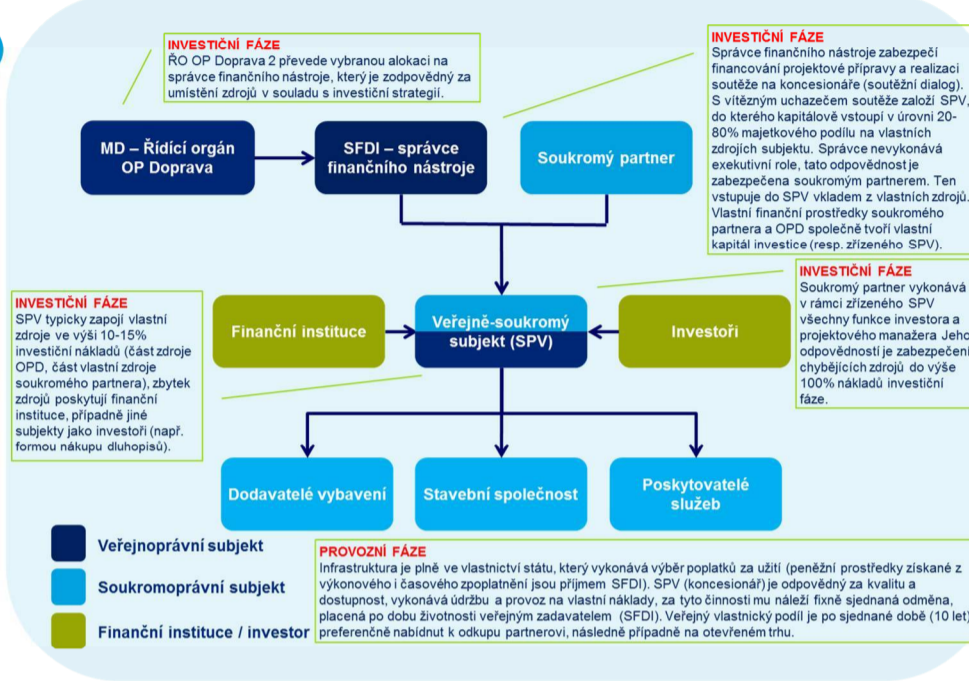 INVESTIČNÍ FÁZE
ŘO OP Doprava 2 převede vybranou alokaci na
správce finančního nástroje, který je zodpovědný za
umístění zdrojů v souladu s investiční strategií.
INVESTIČNÍ FÁZE
Správce finančního nástroje zabezpečí
financování projektové přípravy a realizaci
soutěže na koncesionáře (soutěžní dialog).
S vítězným uchazečem soutěže založí SPV,
do kterého kapitálově vstoupí v úrovni 20-
80% majetkového podílu na vlastních
zdrojích subjektu. Správce nevykonává
exekutivní role, tato odpovědnost je
zabezpečena soukromým partnerem. Ten
vstupuje do SPV vkladem z vlastních zdrojů.
Vlastní finanční prostředky soukromého
partnera a OPD společně tvoří vlastní
kapitál investice (resp. zřízeného SPV).
MD – Řídící orgán
OP Doprava
SFDI – správce
finančního nástroje
Soukromý partner
INVESTIČNÍ FÁZE
SPV typicky zapojí vlastní
zdroje ve výši 10-15%
investiční nákladů (část zdroje
OPD, část vlastní zdroje
soukromého partnera), zbytek
zdrojů poskytují finanční
instituce, případně jiné
subjekty jako investoři (např.
formou nákupu dluhopisů).
Finanční instituce
Veřejně-soukromý
subjekt (SPV)
Investoři
INVESTIČNÍ FÁZE
Soukromý partner vykonává
v rámci zřízeného SPV
všechny funkce investora a
projektového manažera Jeho
odpovědností je zabezpečení
chybějících zdrojů do výše
100% nákladů investiční
fáze.
Dodavatelé vybavení
Stavební společnost
Poskytovatelé
služeb
Veřejnoprávní subjekt
Soukromoprávní subjekt
Finanční instituce / investor
PROVOZNÍ FÁZE
Infrastruktura je plně ve vlastnictví státu, který vykonává výběr poplatků za užití (peněžní prostředky získané z
výkonového i časového zpoplatnění jsou příjmem SFDI). SPV (koncesionář) je odpovědný za kvalitu a
dostupnost, vykonává údržbu a provoz na vlastní náklady, za tyto činnosti mu náleží fixně sjednaná odměna,
placená po dobu životnosti veřejným zadavatelem (SFDI). Veřejný vlastnický podíl je po sjednané době (10 let)
preferenčně nabídnut k odkupu partnerovi, následně případně na otevřeném trhu.